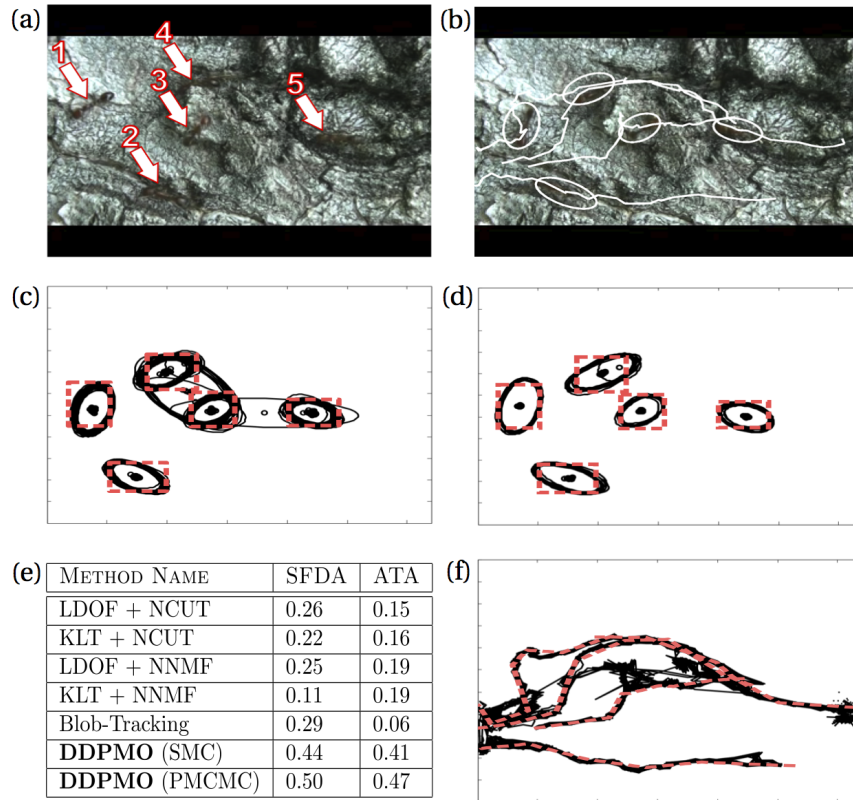 (a)
1
4
3
5
2
(b)
(c)
(d)
(e)
METHOD NAME SFDA ATA
LDOF + NCUT 0.26 0.15
KLT + NCUT 0.22 0.16
LDOF + NNMF 0.25 0.19
KLT + NNMF 0.11 0.19
Blob-Tracking 0.29 0.06
DDPMO (SMC) 0.44 0.41
DDPMO (PMCMC) 0.50 0.47
(f)